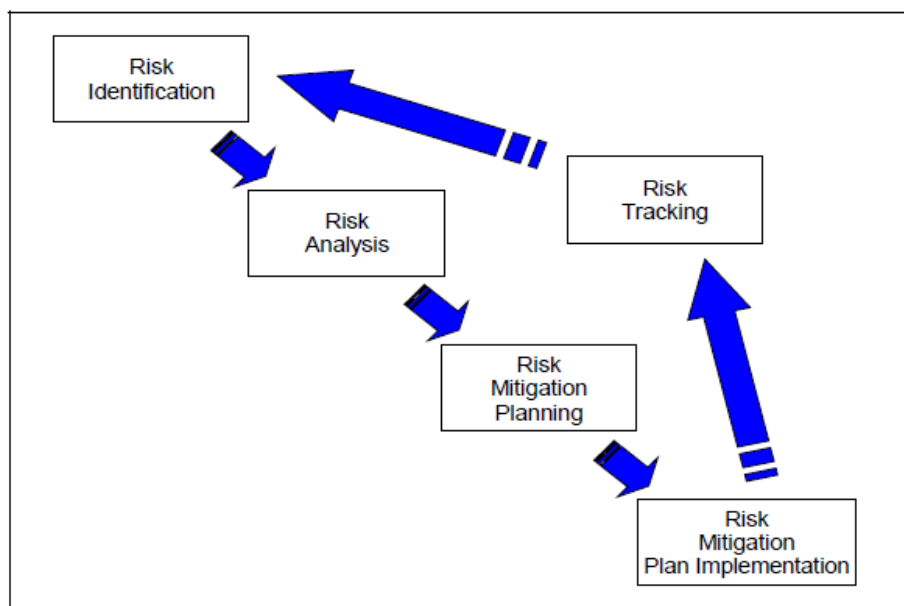 Risk
Identification
Risk
Tracking
Risk
Analysis
Risk
Mitigation
Planning
Risk
Mitigation
Plan Implementation